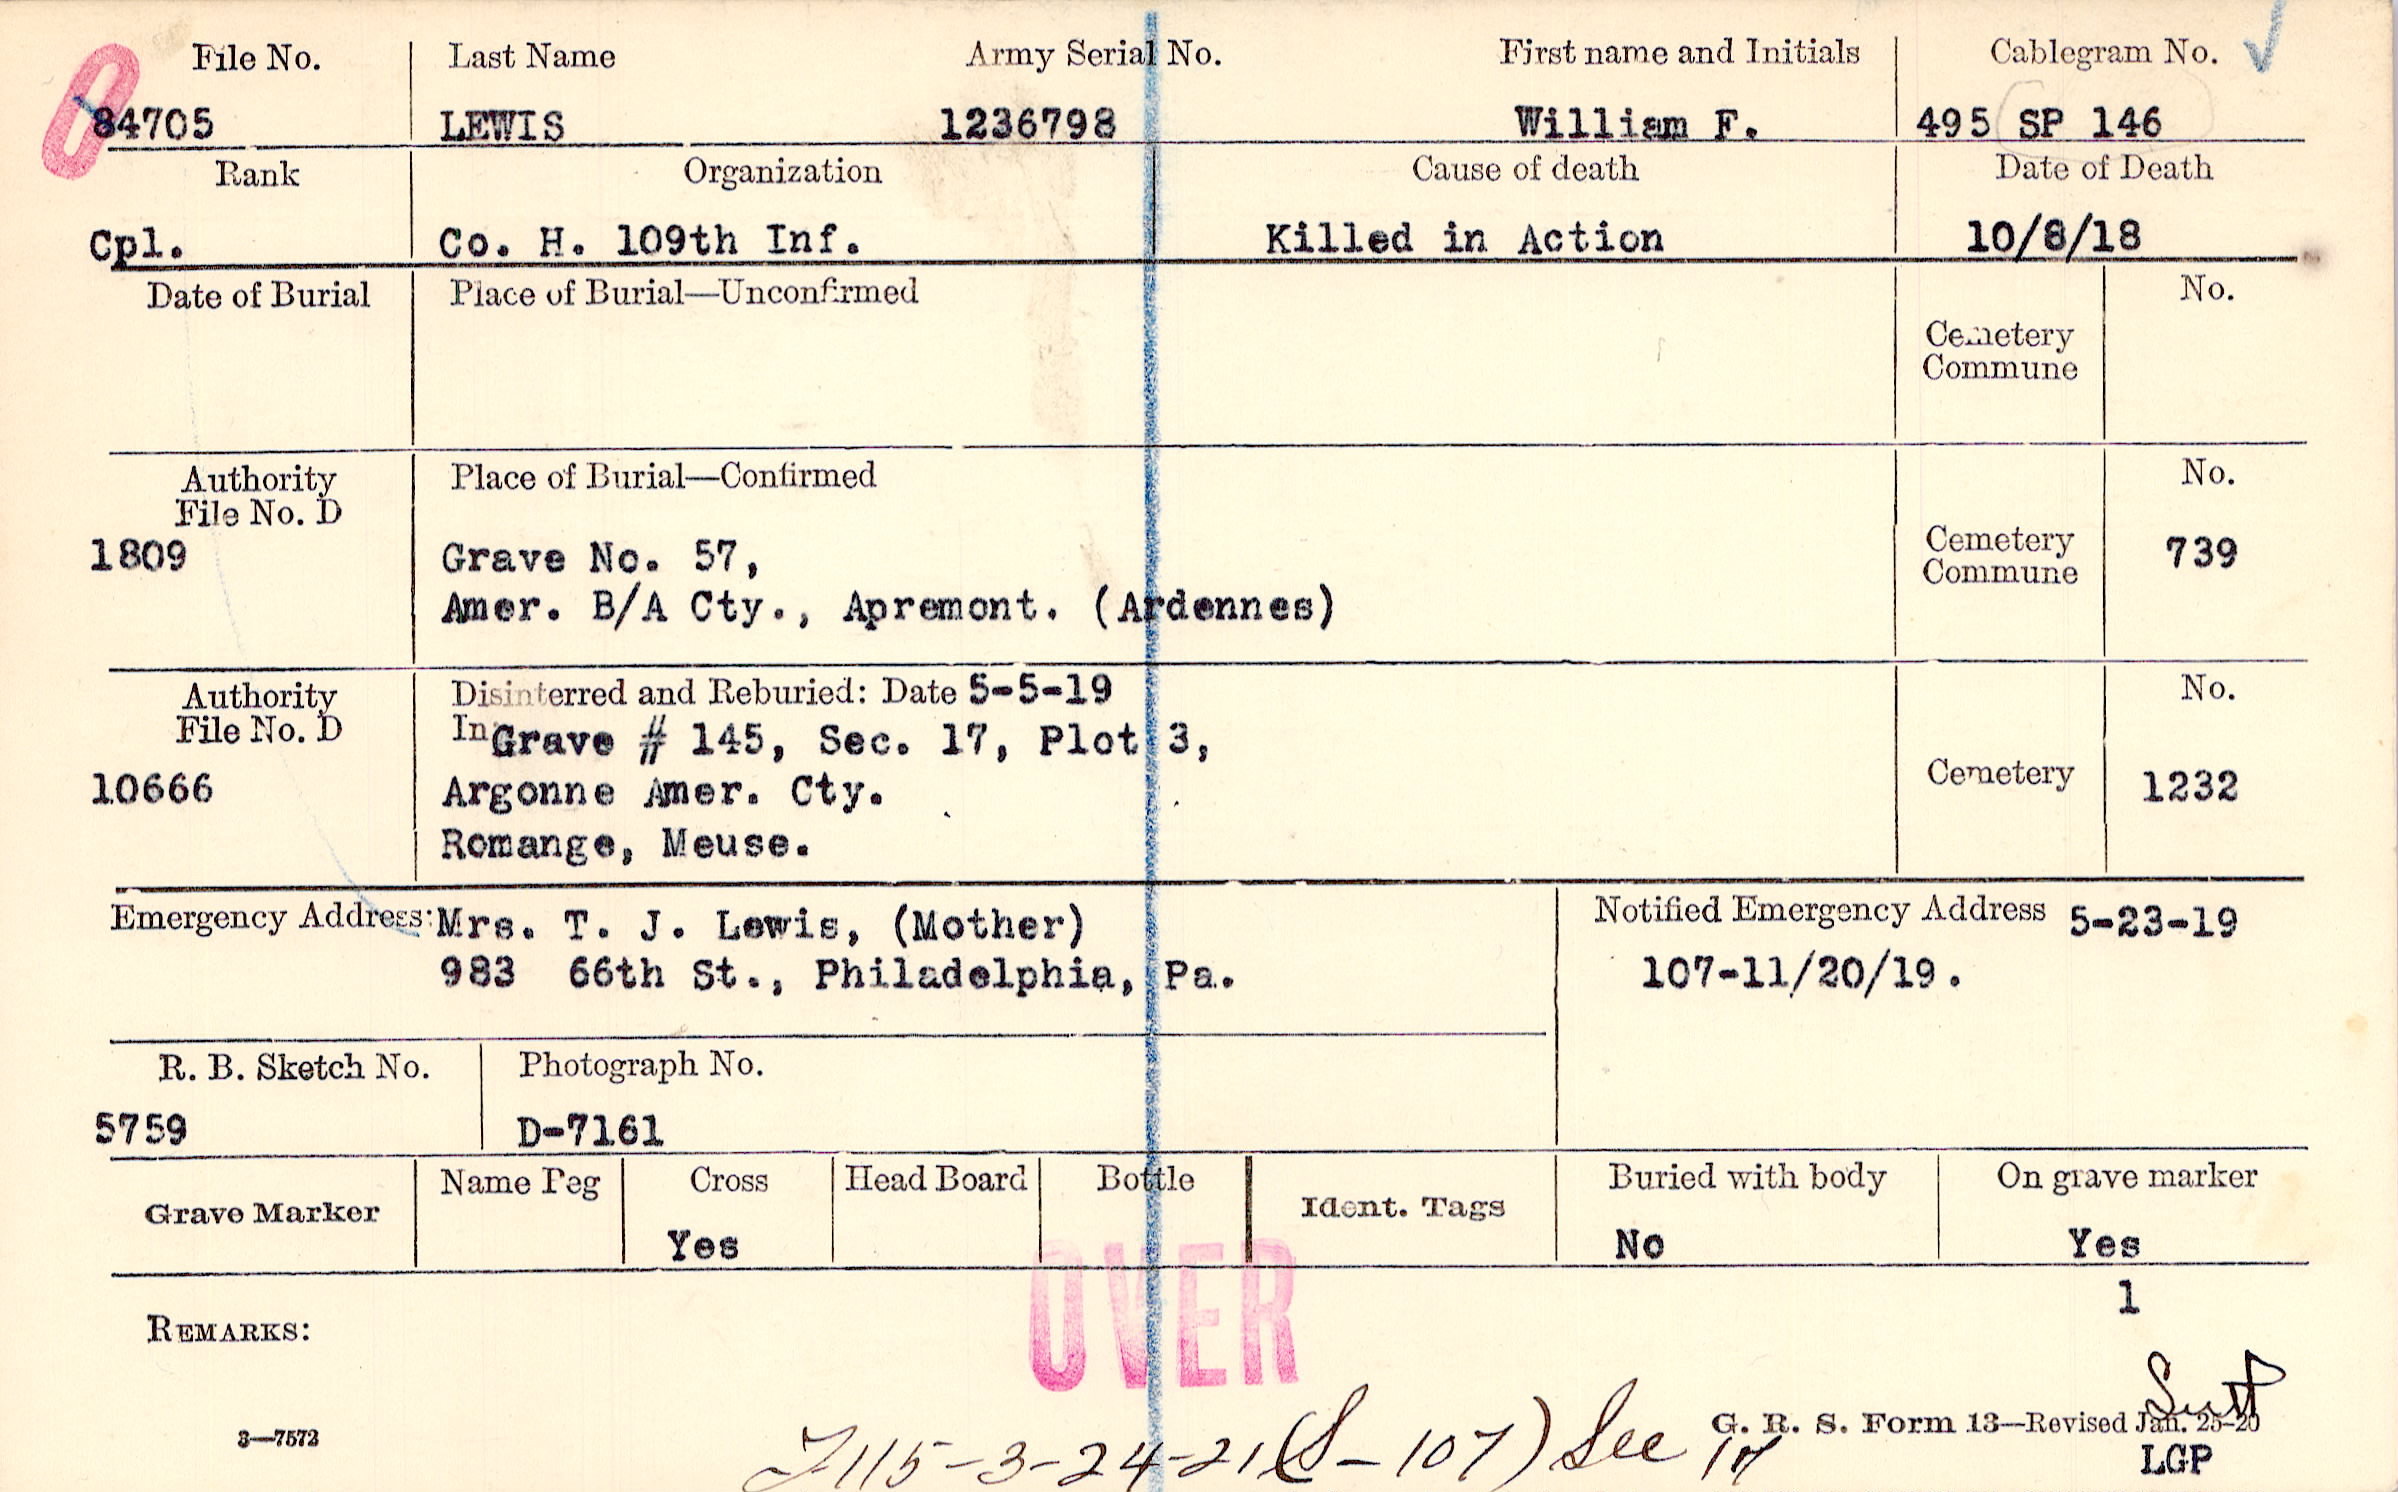 File No. Last Name Army Serial No. First name and Initials Cablegram No.
84705 LEWIS 1236798 William F. 495 SP 146
Rank Organization Cause of death Date of Death
Cpl. Co. H. 109th Inf. Killed in Action 10/8/18
Date of Burial Place of Burial—Unconfirmed No.
Cemetery
Commune
Authority Place of Burial—Confirmed No.
File No. D
1809 Grave No. 57, Cemetery 739
Commune
Amer. B/A Cty., Apremont. (Ardennes)
Authority Disinterred and Reburied: Date 5-5-19 No.
File No. D In Grave # 145, Sec. 17, Plot 3,
10666 Argonne Amer. Cty. Cemetery 1232
Romange, Meuse.
Emergency Address: Mrs. T. J. Lewis, (Mother) Notified Emergency Address 5-23-19
983 66th St., Philadelphia, Pa. 107-11/20/19.
R. B. Sketch No. Photograph No.
5759 D-7161
Grave Marker Name Peg Cross Head Board Bottle Ident. Tags Buried with body On grave marker
Yes No Yes
1
OVER
REMARKS:
3—7572 G. R. S. Form 13—Revised Jan. 25-20
7115-3-24-21 (S-107) See 17
LGP